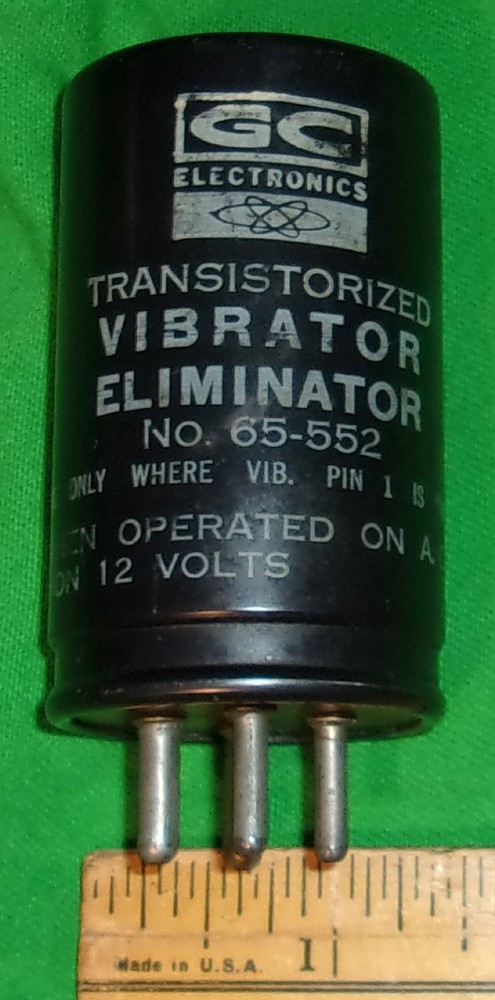 GC
ELECTRONICS
TRANSISTORIZED
VIBRATOR
ELIMINATOR
No. 65-552
ONLY WHERE VIB. PIN 1 IS
OPERATED ON
12 VOLTS
Made in U.S.A. 1